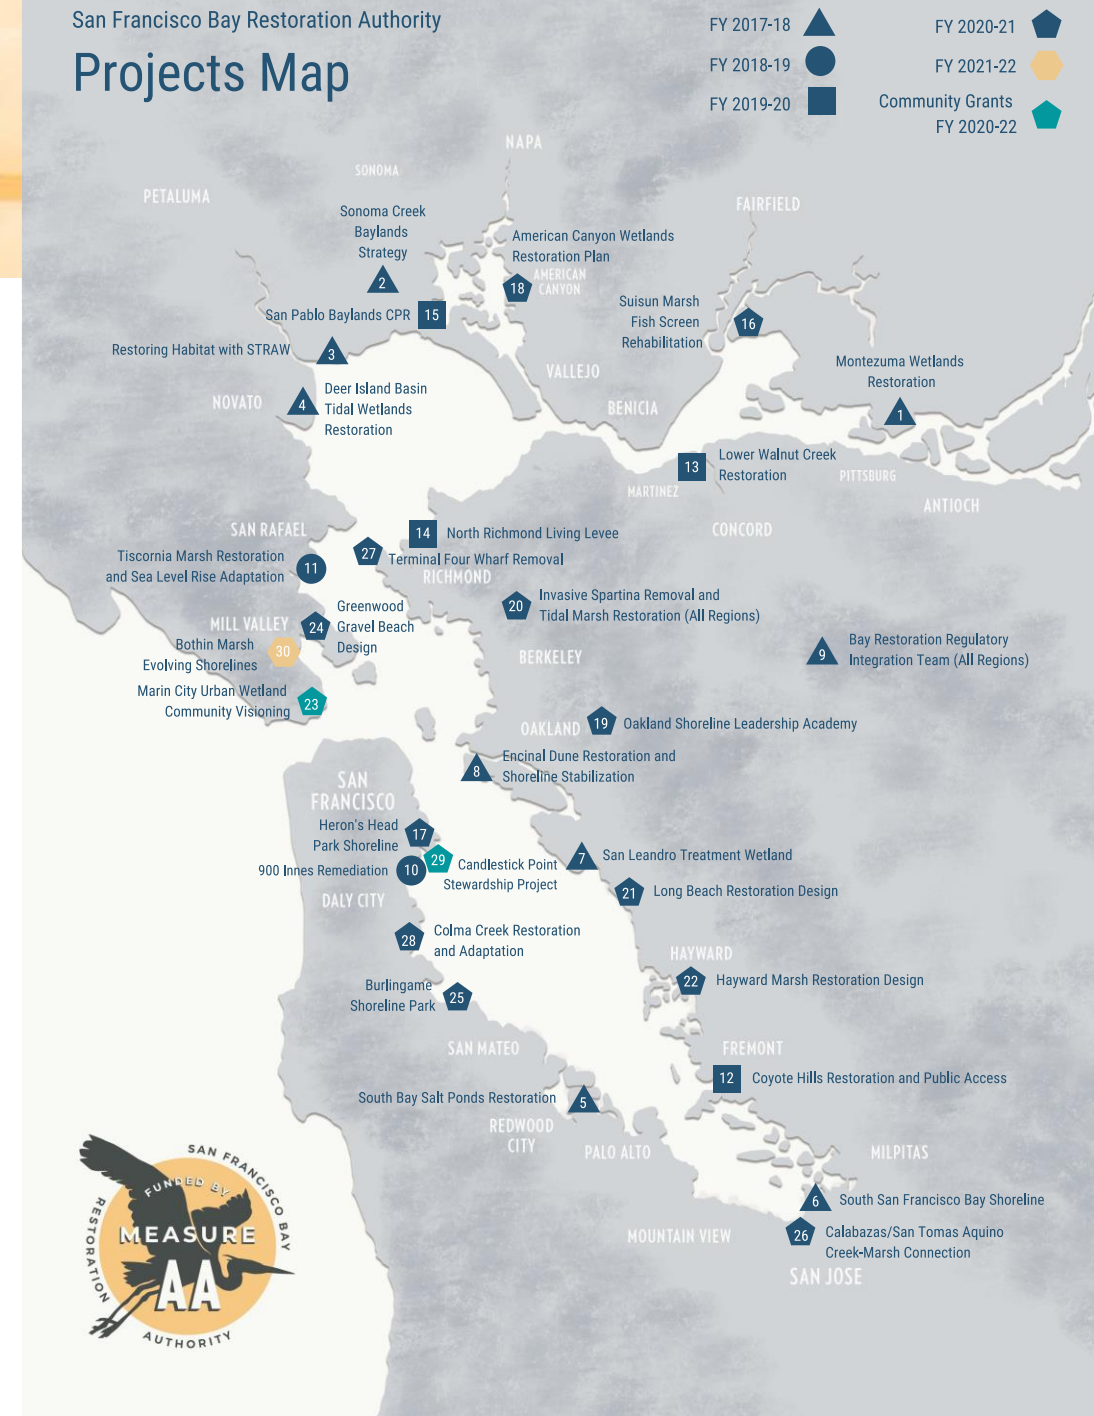 San Francisco Bay Restoration Authority
Projects Map
FY 2017-18
FY 2018-19
FY 2019-20
FY 2020-21
FY 2021-22
Community Grants
FY 2020-22
NAPA
SONOMA
PETALUMA
FAIRFIELD
Sonoma Creek
Baylands
Strategy
2
American Canyon Wetlands
Restoration Plan
AMERICAN
CANYON
18
San Pablo Baylands CPR
15
Suisun Marsh
Fish Screen
Rehabilitation
16
Restoring Habitat with STRAW
3
Montezuma Wetlands
Restoration
1
VALLEJO
NOVATO
4
Deer Island Basin
Tidal Wetlands
Restoration
BENICIA
13
Lower Walnut Creek
Restoration
MARTINEZ
PITTSBURG
ANTIOCH
CONCORD
SAN RAFAEL
14
North Richmond Living Levee
Tiscornia Marsh Restoration
and Sea Level Rise Adaptation
11
27
Terminal Four Wharf Removal
RICHMOND
20
Invasive Spartina Removal and
Tidal Marsh Restoration (All Regions)
MILL VALLEY
24
Greenwood
Gravel Beach
Design
Bothin Marsh
Evolving Shorelines
30
BERKELEY
9
Bay Restoration Regulatory
Integration Team (All Regions)
Marin City Urban Wetland
Community Visioning
23
OAKLAND
19
Oakland Shoreline Leadership Academy
8
Encinal Dune Restoration and
Shoreline Stabilization
SAN
FRANCISCO
Heron's Head
Park Shoreline
17
900 Innes Remediation
10
29
Candlestick Point
Stewardship Project
7
San Leandro Treatment Wetland
21
Long Beach Restoration Design
DALY CITY
28
Colma Creek Restoration
and Adaptation
HAYWARD
22
Hayward Marsh Restoration Design
Burlingame
Shoreline Park
25
SAN MATEO
FREMONT
12
Coyote Hills Restoration and Public Access
South Bay Salt Ponds Restoration
5
REDWOOD
CITY
PALO ALTO
MILPITAS
6
South San Francisco Bay Shoreline
MOUNTAIN VIEW
26
Calabazas/San Tomas Aquino
Creek-Marsh Connection
SAN JOSE
SAN FRANCISCO BAY
RESTORATION
AUTHORITY
FUNDED BY
MEASURE
AA